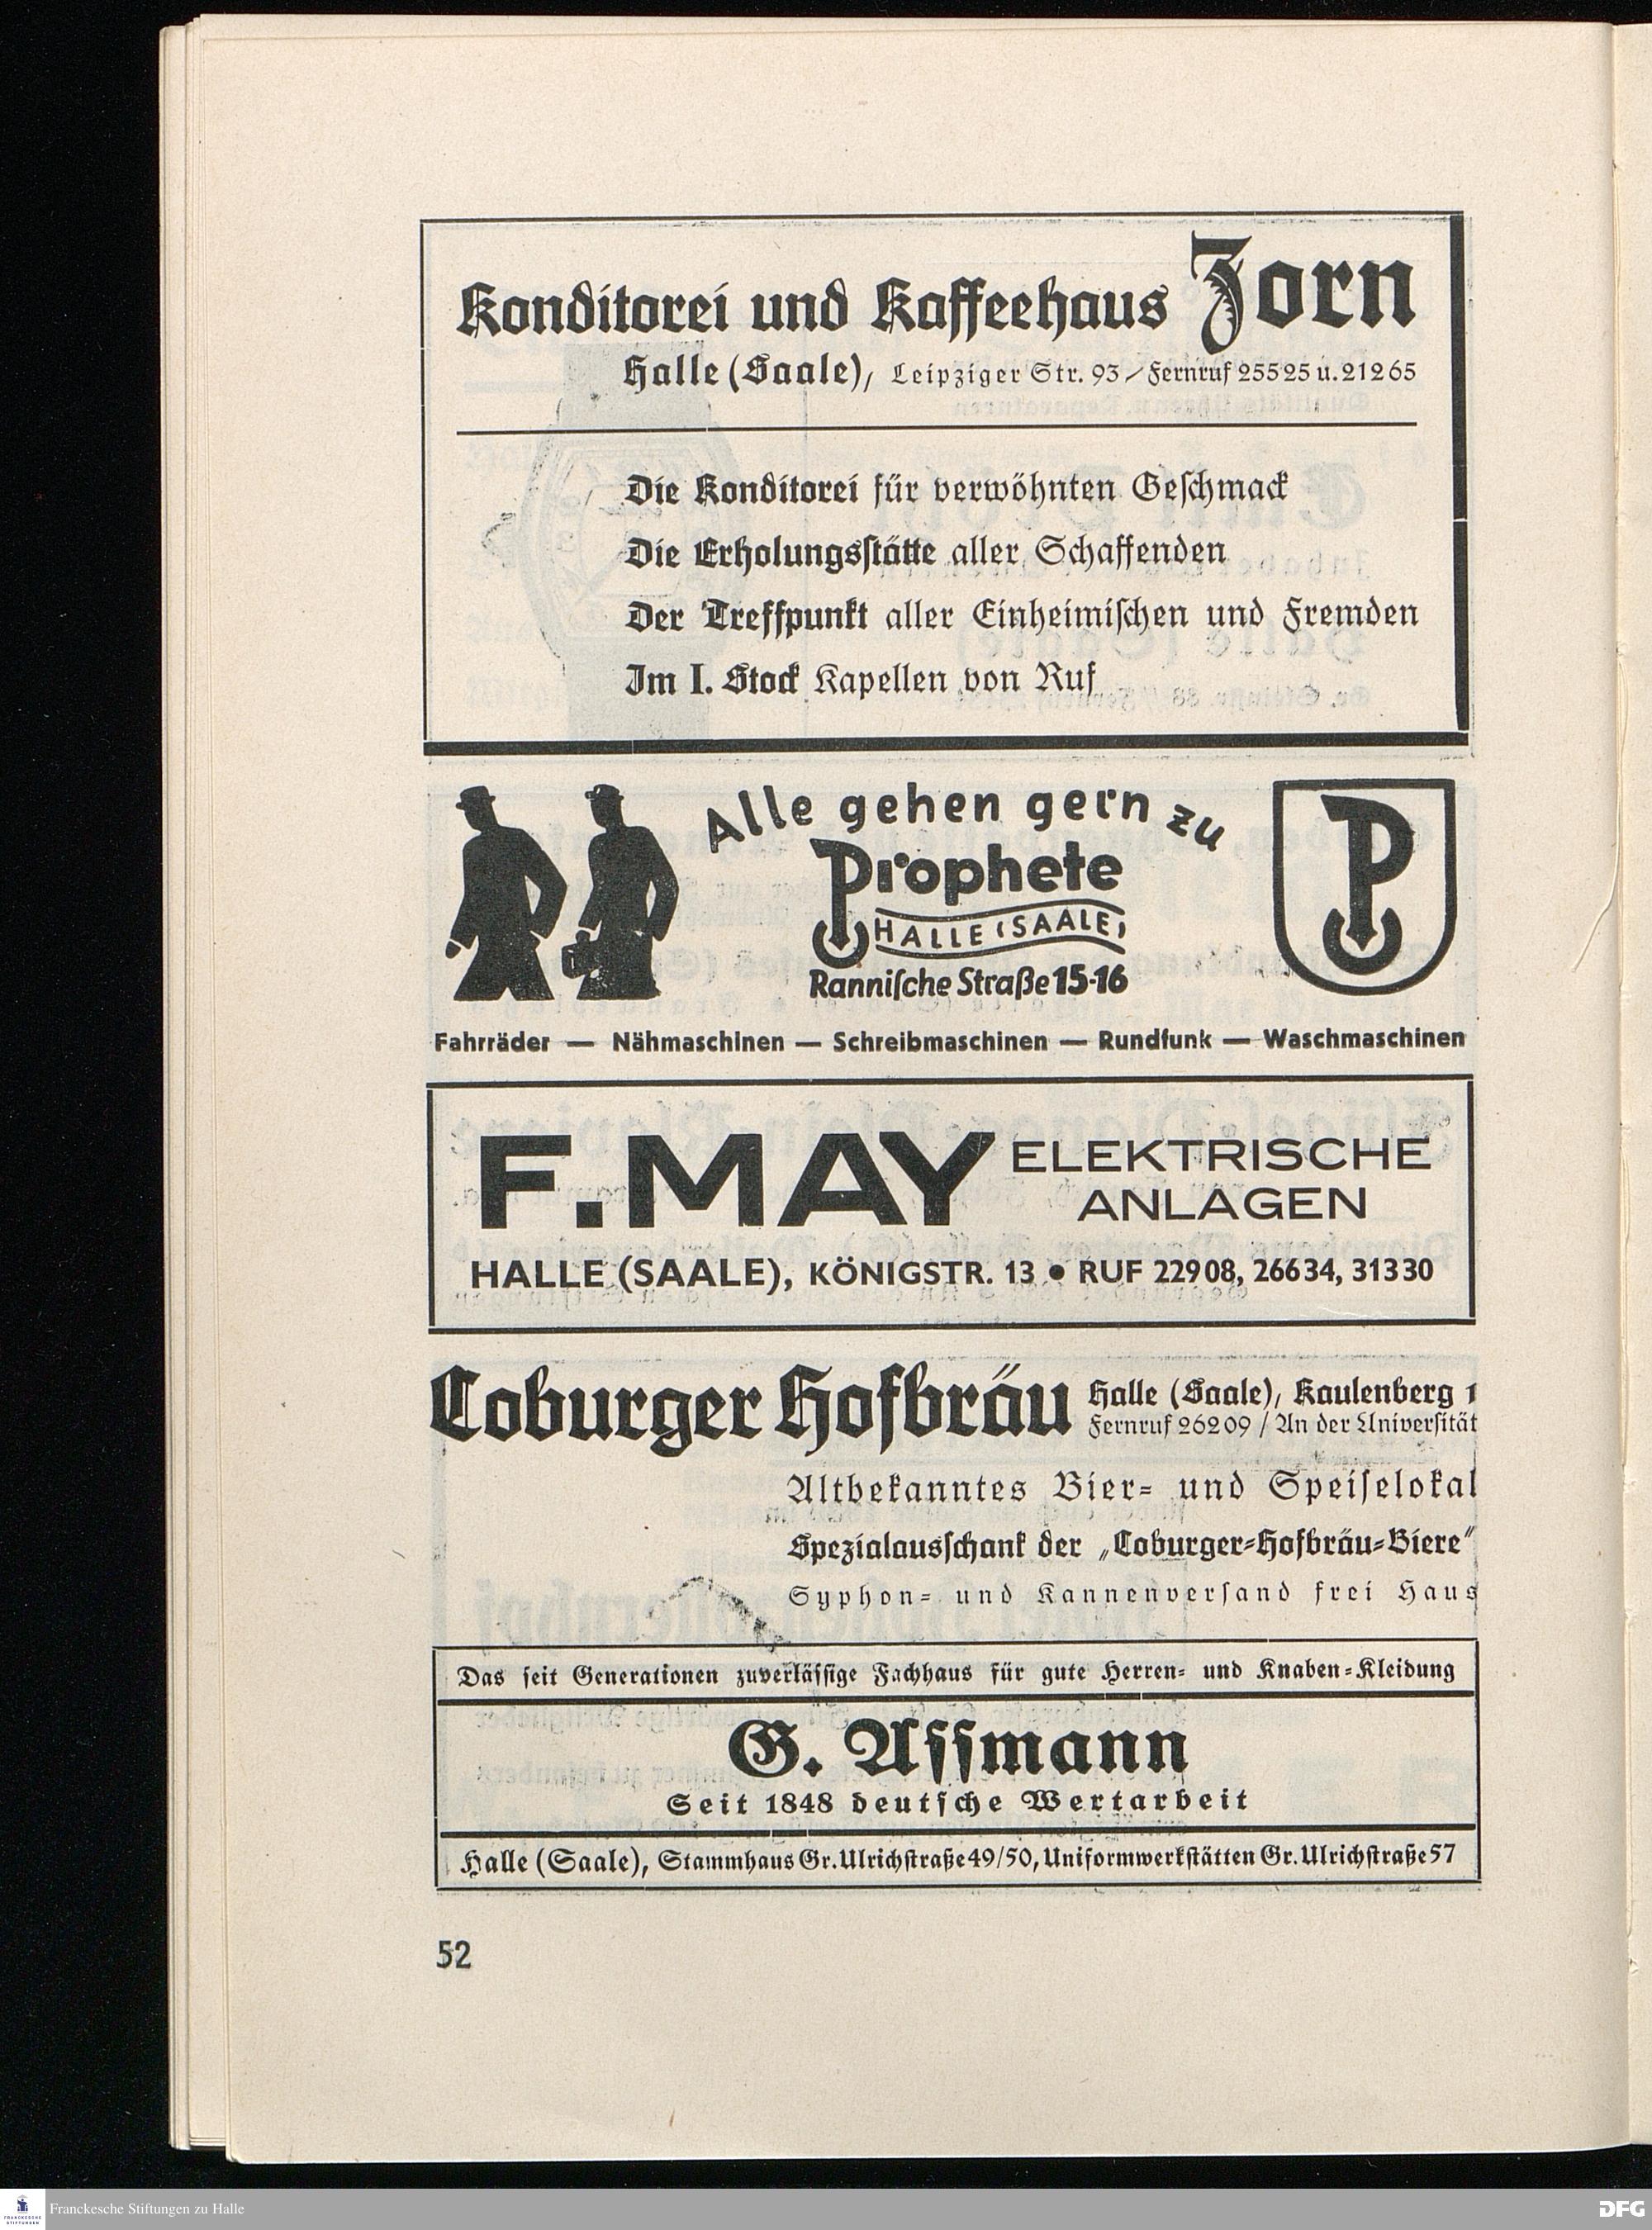 Konditorei und Kaffeehaus Zorn
Halle (Saale), Leipziger Str. 93 / Fernruf 25525 u. 21265
Die Konditorei für verwöhnten Geschmack
Die Erholungsstätte aller Schaffenden
Der Treffpunkt aller Einheimischen und Fremden
Im I. Stock Kapellen von Ruf
Alle gehen gern zu
Prophete
HALLE (SAALE)
Rannische Straße 15-16
P
Fahrräder — Nähmaschinen — Schreibmaschinen — Rundfunk — Waschmaschinen
F. MAY ELEKTRISCHE
ANLAGEN
HALLE (SAALE), KÖNIGSTR. 13 • RUF 22908, 26634, 31330
Coburger Hofbräu Halle (Saale), Kaulenberg 1
Fernruf 26209 / An der Universität
Altbekanntes Bier- und Speiselokal
Spezialausschank der „Coburger-Hofbräu-Biere“
Syphon- und Kannenversand frei Haus
Das seit Generationen zuverlässige Fachhaus für gute Herren- und Knaben-Kleidung
G. Assmann
Seit 1848 deutsche Wertarbeit
Halle (Saale), Stammhaus Gr. Ulrichstraße 49/50, Uniformwerkstätten Gr. Ulrichstraße 57
52
Franckesche Stiftungen zu Halle
DFG